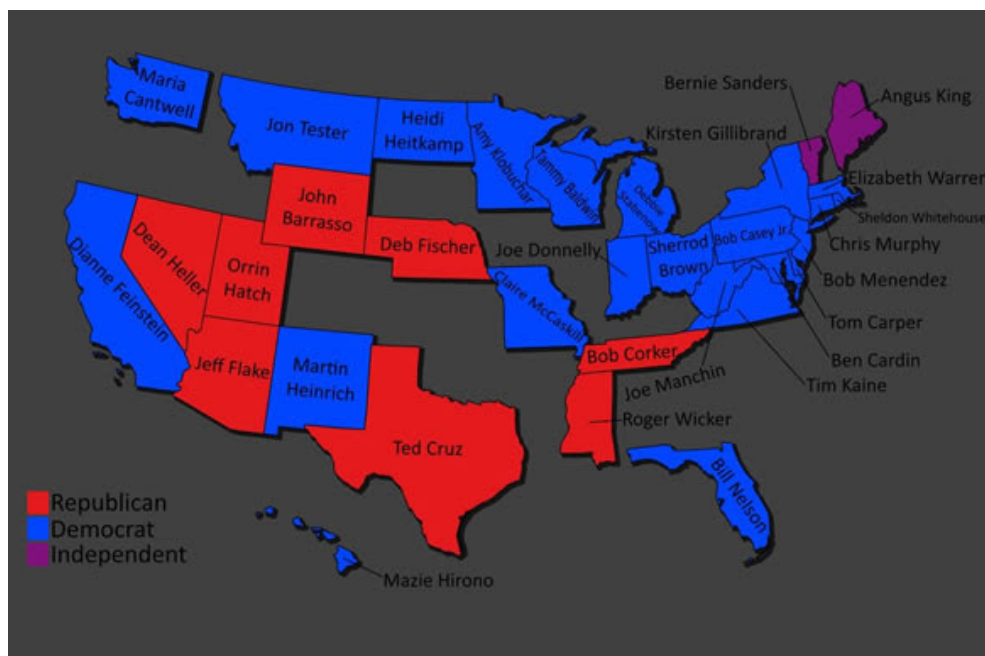 Maria
Cantwell
Jon Tester
Heidi
Heitkamp
Amy Klobuchar
Tammy Baldwin
Debbie
Stabenow
Bernie Sanders
Angus King
Kirsten Gillibrand
Elizabeth Warren
Sheldon Whitehouse
Chris Murphy
Bob Menendez
Tom Carper
Ben Cardin
Tim Kaine
Joe Manchin
Bob Casey Jr.
Sherrod
Brown
Joe Donnelly
John
Barrasso
Deb Fischer
Dianne Feinstein
Dean Heller
Orrin
Hatch
Claire McCaskill
Jeff Flake
Martin
Heinrich
Bob Corker
Roger Wicker
Ted Cruz
Bill Nelson
Mazie Hirono
Republican
Democrat
Independent